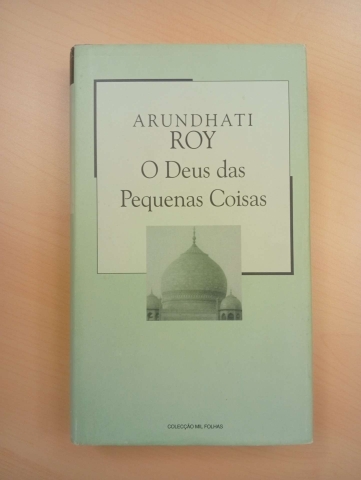 ARUNDHATI
ROY
O Deus das
Pequenas Coisas
COLECÇÃO MIL FOLHAS